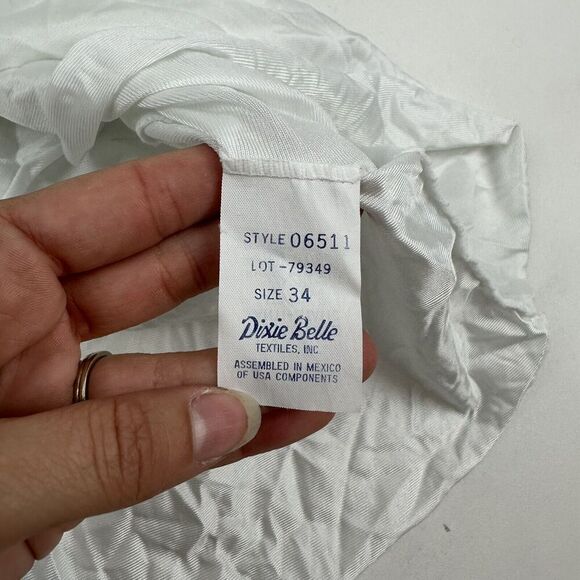 STYLE 06511
LOT-79349
SIZE 34
Dixie Belle
TEXTILES, INC.
ASSEMBLED IN MEXICO
OF USA COMPONENTS